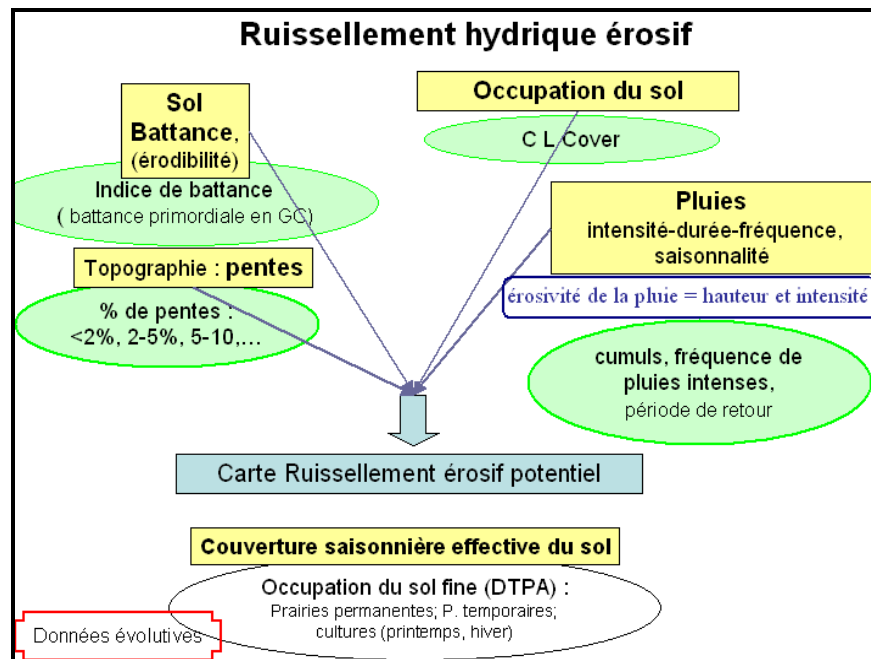 Ruissellement hydrique érosif
Sol
Battance,
(érodibilité)
Indice de battance
( battance primordiale en GC)
Occupation du sol
C L Cover
Pluies
intensité-durée-fréquence,
saisonnalité
érosivité de la pluie = hauteur et intensité
cumuls, fréquence de
pluies intenses,
période de retour
Topographie : pentes
% de pentes :
<2%, 2-5%, 5-10,...
Carte Ruissellement érosif potentiel
Couverture saisonnière effective du sol
Occupation du sol fine (DTPA) :
Prairies permanentes; P. temporaires;
cultures (printemps, hiver)
Données évolutives